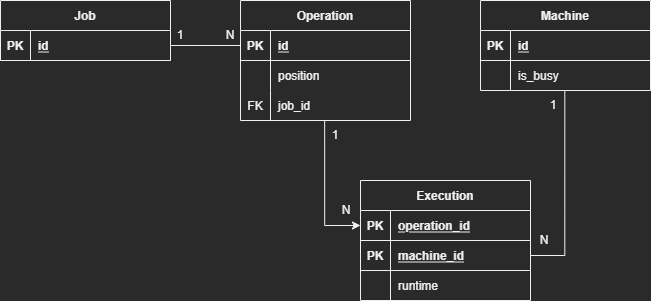 Job
PK id
1 N
Operation
PK id
position
FK job_id
1
N
Machine
PK id
is_busy
1
N
Execution
PK operation_id
PK machine_id
runtime